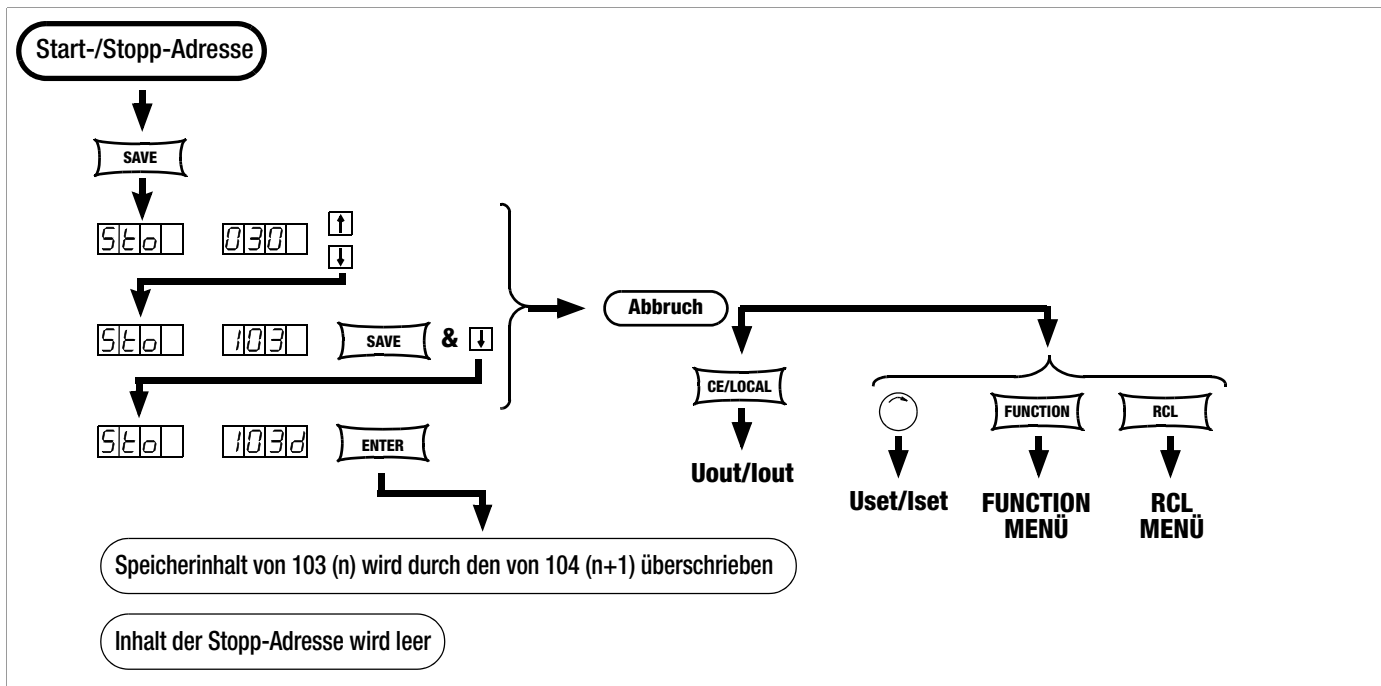 Start-/Stopp-Adresse
SAVE
Sto 030
Sto 103 SAVE &
Sto 103d ENTER
Abbruch
CE/LOCAL
FUNCTION
RCL
Uout/Iout
Uset/Iset
FUNCTION
MENÜ
RCL
MENÜ
Speicherinhalt von 103 (n) wird durch den von 104 (n+1) überschrieben
Inhalt der Stopp-Adresse wird leer